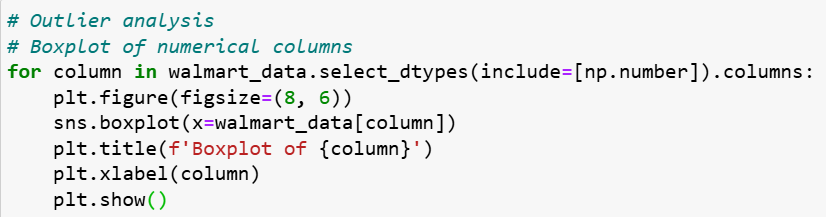 # Outlier analysis
# Boxplot of numerical columns
for column in walmart_data.select_dtypes(include=[np.number]).columns:
    plt.figure(figsize=(8, 6))
    sns.boxplot(x=walmart_data[column])
    plt.title(f'Boxplot of {column}')
    plt.xlabel(column)
    plt.show()